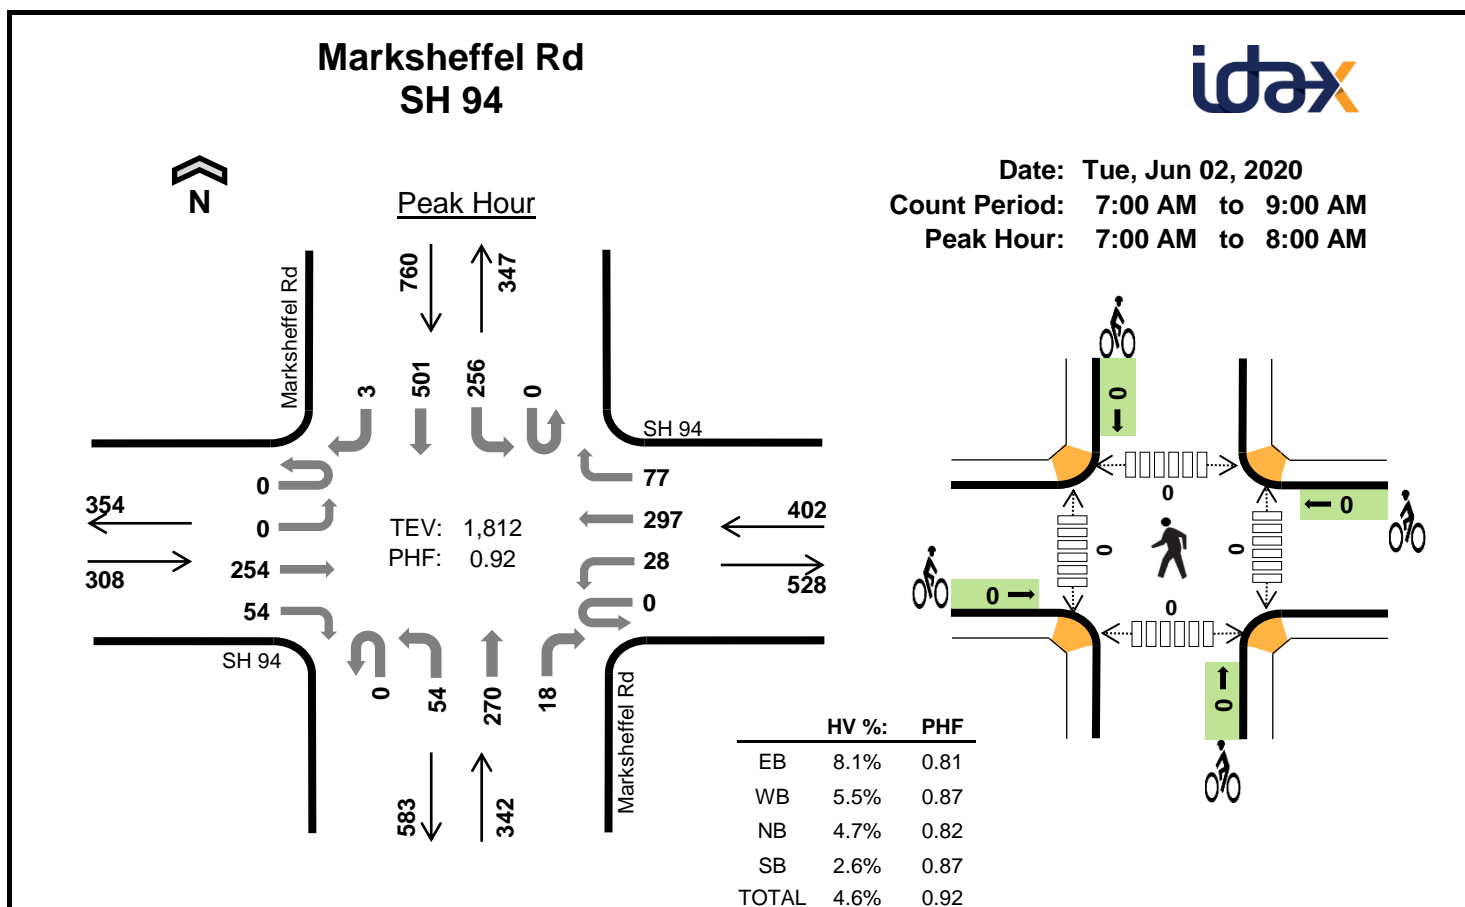 Marksheffel Rd
SH 94
idax
N
Peak Hour
Date: Tue, Jun 02, 2020
Count Period: 7:00 AM to 9:00 AM
Peak Hour: 7:00 AM to 8:00 AM
760
347
Marksheffel Rd
3
501
256
0
SH 94
0
0
254
54
354
308
TEV: 1,812
PHF: 0.92
77
297
28
0
402
528
SH 94
0
54
270
18
Marksheffel Rd
583
342
0
0
0
0
0
0
0
0
HV %: PHF
EB 8.1% 0.81
WB 5.5% 0.87
NB 4.7% 0.82
SB 2.6% 0.87
TOTAL 4.6% 0.92